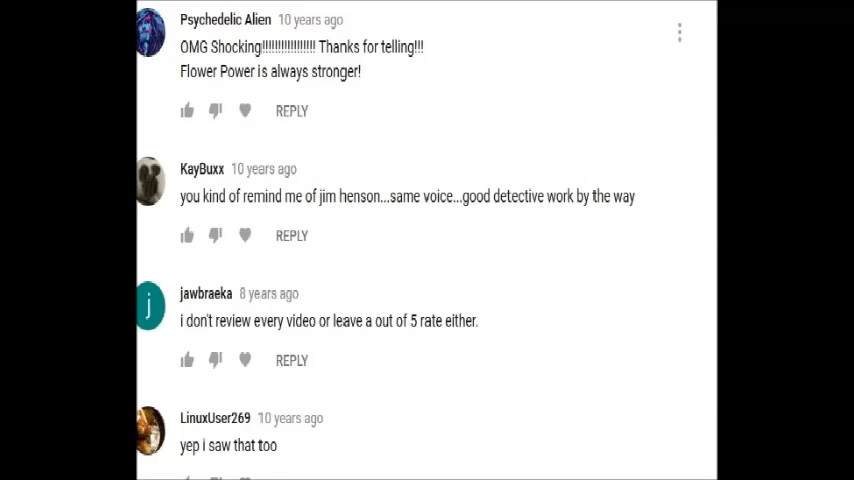 Psychedelic Alien 10 years ago
OMG Shocking!!!!!!!!!!!!!!!!! Thanks for telling!!!
Flower Power is always stronger!
REPLY
KayBuxx 10 years ago
you kind of remind me of jim henson...same voice...good detective work by the way
REPLY
j
jawbraeka 8 years ago
i don't review every video or leave a out of 5 rate either.
REPLY
LinuxUser269 10 years ago
yep i saw that too